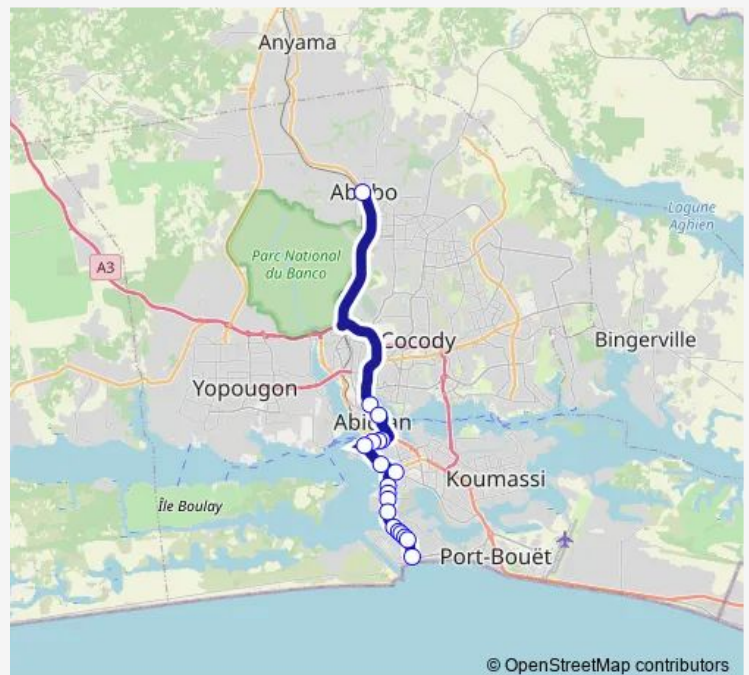 Anyama
Abobo
Lagune
Aghien
Parc National
du Banco
A3
Cocody
Bingerville
Yopougon
Abidjan
Koumassi
Île Boulay
Port-Bouët
© OpenStreetMap contributors